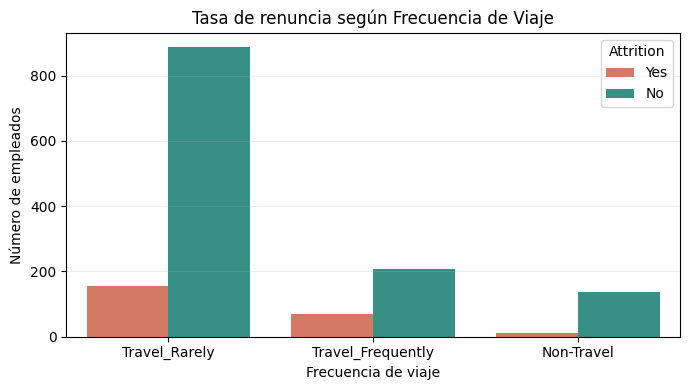 Tasa de renuncia según Frecuencia de Viaje
Attrition
Yes
No
Número de empleados
800
600
400
200
0
Travel_Rarely
Travel_Frequently
Non-Travel
Frecuencia de viaje